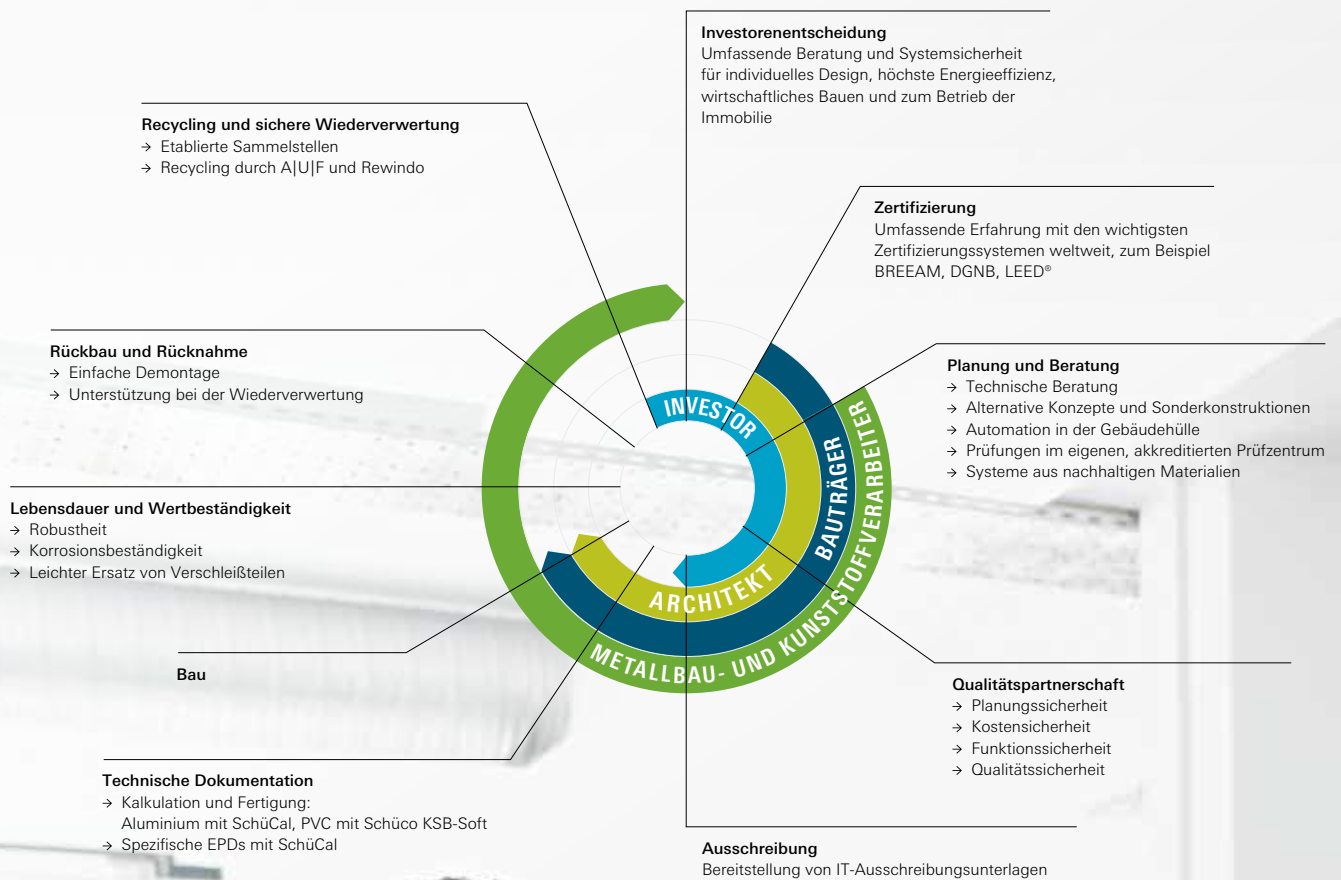 Investorenentscheidung
Umfassende Beratung und Systemsicherheit
für individuelles Design, höchste Energieeffizienz,
wirtschaftliches Bauen und zum Betrieb der
Immobilie
Zertifizierung
Umfassende Erfahrung mit den wichtigsten
Zertifizierungssystemen weltweit, zum Beispiel
BREEAM, DGNB, LEED®
Planung und Beratung
→ Technische Beratung
→ Alternative Konzepte und Sonderkonstruktionen
→ Automation in der Gebäudehülle
→ Prüfungen im eigenen, akkreditierten Prüfzentrum
→ Systeme aus nachhaltigen Materialien
Qualitätspartnerschaft
→ Planungssicherheit
→ Kostensicherheit
→ Funktionssicherheit
→ Qualitätssicherheit
Ausschreibung
Bereitstellung von IT-Ausschreibungsunterlagen
Technische Dokumentation
→ Kalkulation und Fertigung:
Aluminium mit SchüCal, PVC mit Schüco KSB-Soft
→ Spezifische EPDs mit SchüCal
Bau
Lebensdauer und Wertbeständigkeit
→ Robustheit
→ Korrosionsbeständigkeit
→ Leichter Ersatz von Verschleißteilen
Rückbau und Rücknahme
→ Einfache Demontage
→ Unterstützung bei der Wiederverwertung
Recycling und sichere Wiederverwertung
→ Etablierte Sammelstellen
→ Recycling durch A|U|F und Rewindo
INVESTOR
ARCHITEKT
BAUTRÄGER
METALLBAU- UND KUNSTSTOFFVERARBEITER